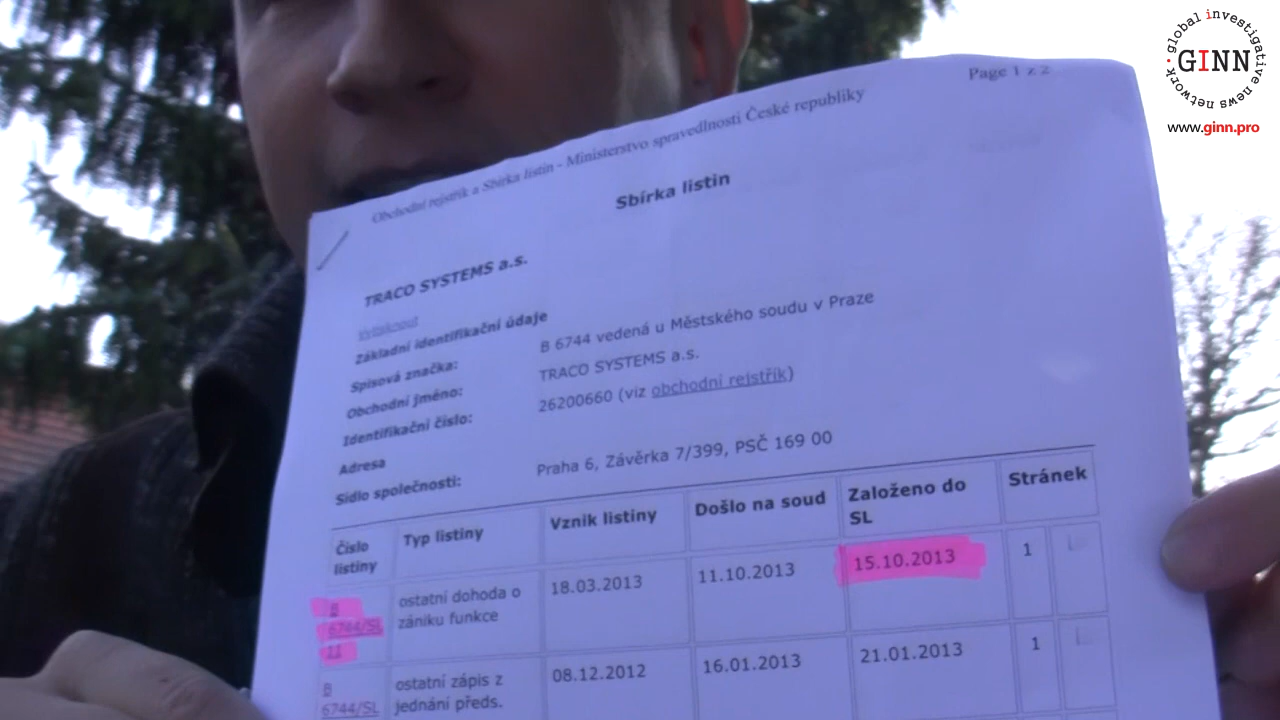 global investigative news network
GINN
www.ginn.pro
Page 1 z 2
Obchodní rejstřík a Sbírka listin - Ministerstvo spravedlnosti České republiky
Sbírka listin
TRACO SYSTEMS a.s.
Vytisknout
Základní identifikační údaje
Spisová značka: B 6744 vedená u Městského soudu v Praze
Obchodní jméno: TRACO SYSTEMS a.s.
Identifikační číslo: 26200660 (viz obchodní rejstřík)
Adresa
Sídlo společnosti: Praha 6, Závěrka 7/399, PSČ 169 00
Číslo listiny Typ listiny Vznik listiny Došlo na soud Založeno do SL Stránek
B 6744/SL 11 ostatní dohoda o zániku funkce 18.03.2013 11.10.2013 15.10.2013 1
B 6744/SL ostatní zápis z jednání předs. 08.12.2012 16.01.2013 21.01.2013 1